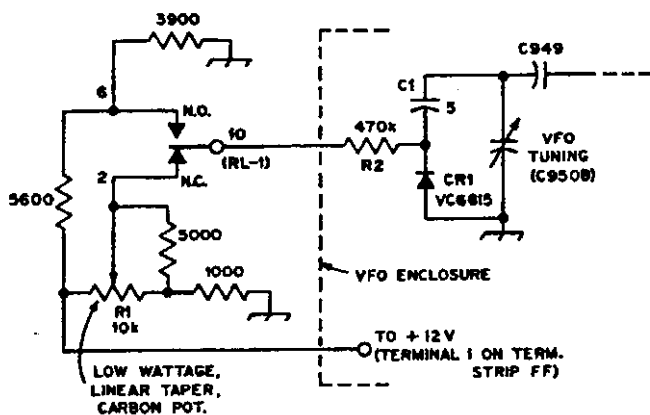 3900
6
N.O.
10
(RL-1)
2
N.C.
5600
5000
1000
R1
10k
LOW WATTAGE,
LINEAR TAPER,
CARBON POT.
470k
R2
C1
5
C949
CR1
VC6815
VFO
TUNING
(C950B)
VFO ENCLOSURE
TO +12V
(TERMINAL 1 ON TERM.
STRIP FF)